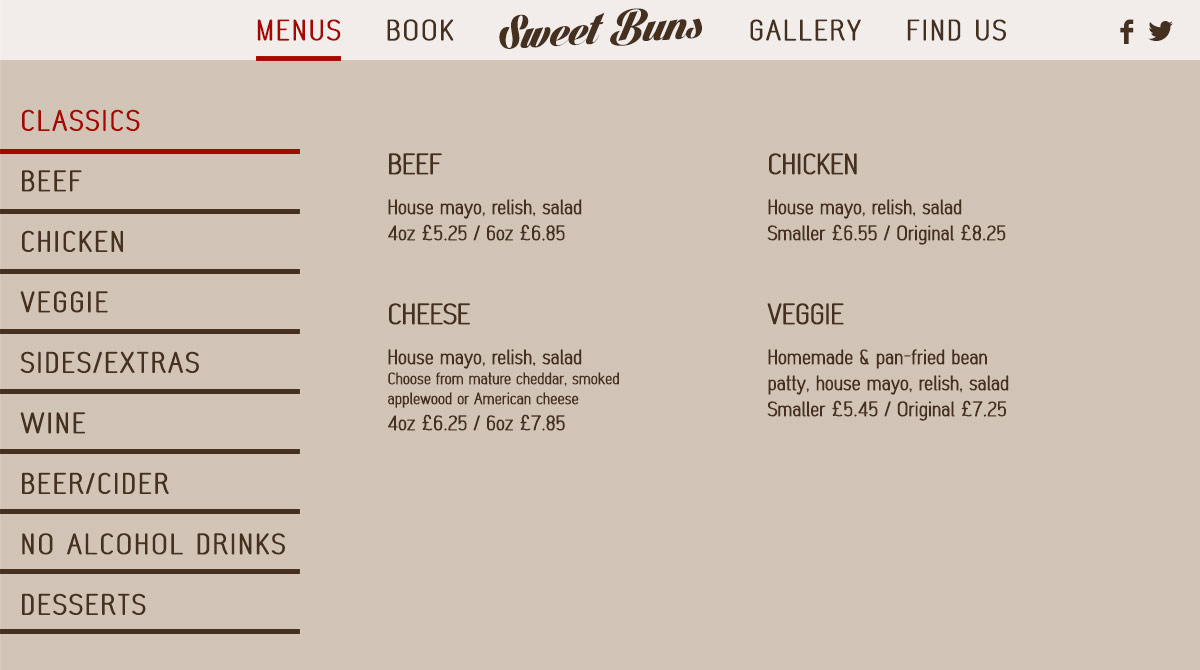 MENUS BOOK Sweet Buns GALLERY FIND US
CLASSICS
BEEF
CHICKEN
VEGGIE
SIDES/EXTRAS
WINE
BEER/CIDER
NO ALCOHOL DRINKS
DESSERTS
BEEF
House mayo, relish, salad
4oz £5.25 / 6oz £6.85
CHICKEN
House mayo, relish, salad
Smaller £6.55 / Original £8.25
CHEESE
House mayo, relish, salad
Choose from mature cheddar, smoked
applewood or American cheese
4oz £6.25 / 6oz £7.85
VEGGIE
Homemade & pan-fried bean
patty, house mayo, relish, salad
Smaller £5.45 / Original £7.25